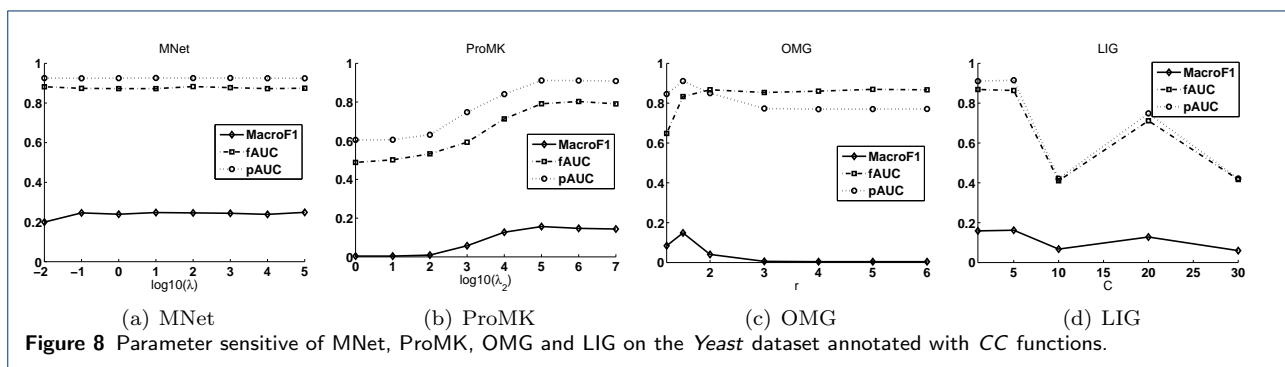 MNet
1
0.8
0.6
0.4
0.2
0
−2 −1 0 1 2 3 4 5
log10(λ)
MacroF1
fAUC
pAUC
(a) MNet
ProMK
1
0.8
0.6
0.4
0.2
0
0 1 2 3 4 5 6 7
log10(λ₂)
MacroF1
fAUC
pAUC
(b) ProMK
OMG
1
0.8
0.6
0.4
0.2
0
2 3 4 5 6
r
MacroF1
fAUC
pAUC
(c) OMG
LIG
1
0.8
0.6
0.4
0.2
0
5 10 15 20 25 30
C
MacroF1
fAUC
pAUC
(d) LIG
Figure 8 Parameter sensitive of MNet, ProMK, OMG and LIG on the Yeast dataset annotated with CC functions.